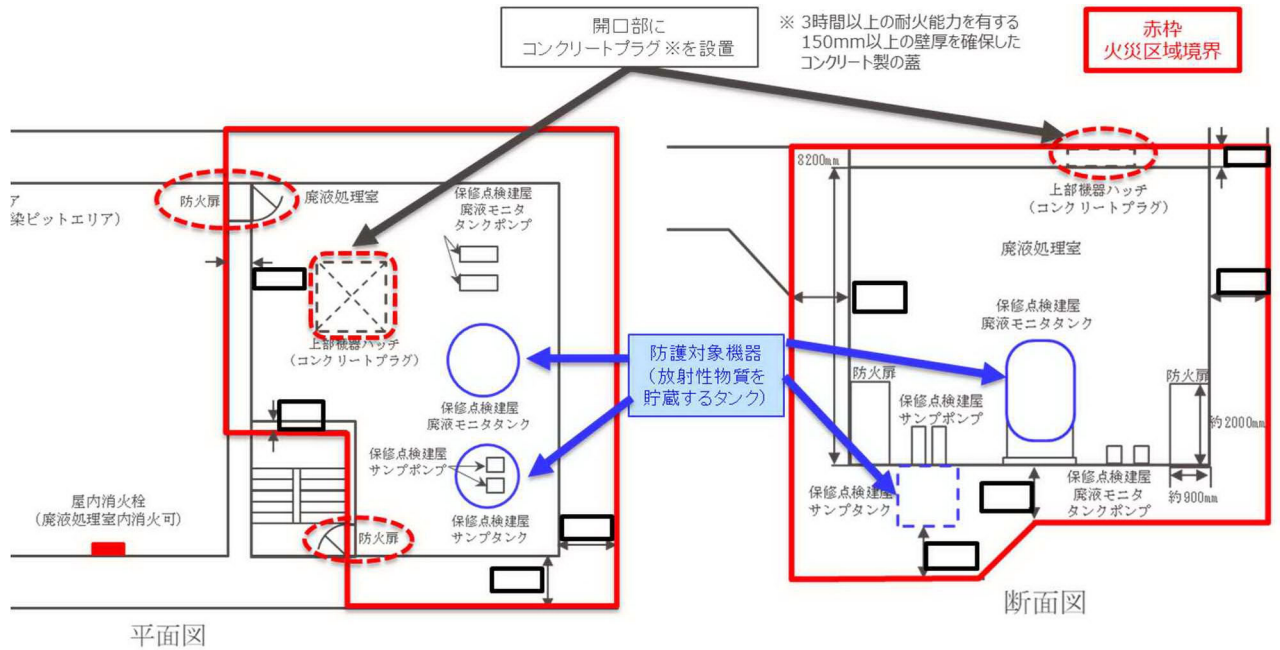 開口部に
コンクリートプラグ※を設置
※ 3時間以上の耐火能力を有する
150mm以上の壁厚を確保した
コンクリート製の蓋
赤枠
火災区域境界
ア
染ピットエリア）
防火扉
廃液処理室
保修点検建屋
廃液モニタ
タンクポンプ
上部機器ハッチ
（コンクリートプラグ）
保修点検建屋
廃液モニタタンク
保修点検建屋
サンプポンプ
保修点検建屋
サンプタンク
防火扉
屋内消火栓
（廃液処理室内消火可）
平面図
防護対象機器
（放射性物質を
貯蔵するタンク）
8200mm
上部機器ハッチ
（コンクリートプラグ）
廃液処理室
保修点検建屋
廃液モニタタンク
防火扉
保修点検建屋
サンプポンプ
防火扉
約2000mm
保修点検建屋
サンプタンク
保修点検建屋
廃液モニタ
タンクポンプ
約900mm
断面図